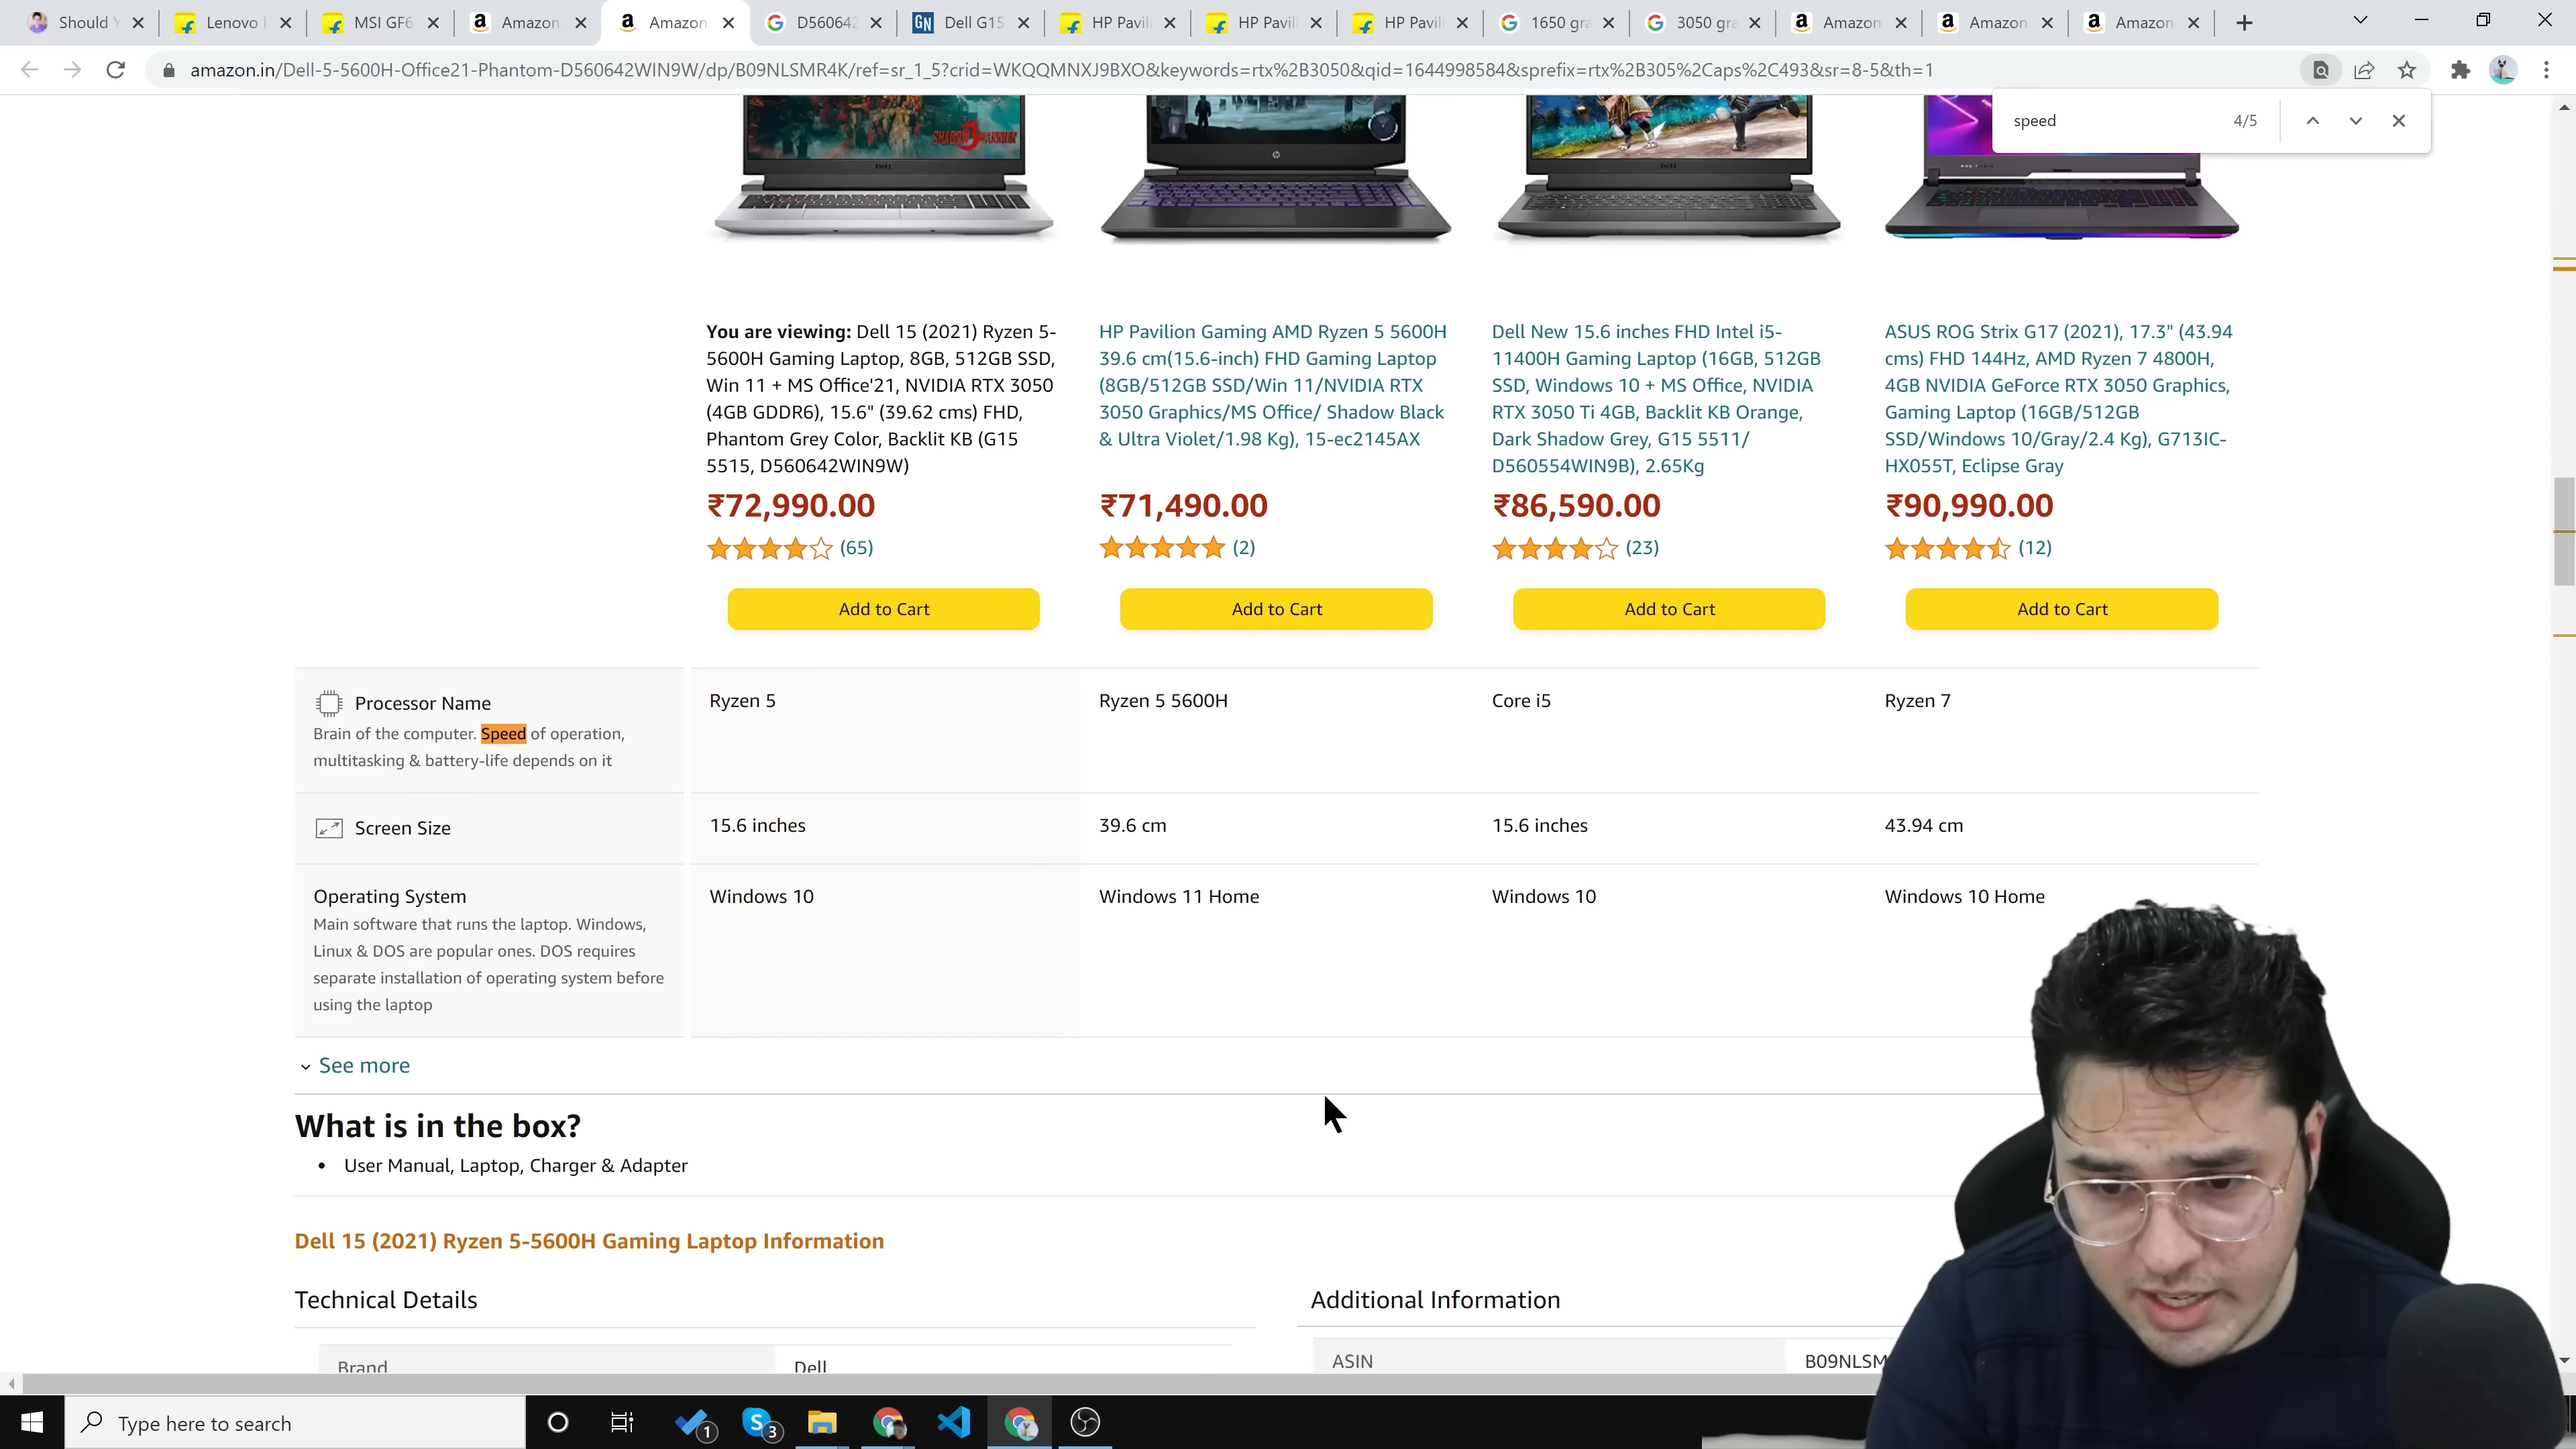 Should Y
Lenovo I
MSI GF6
Amazon.
Amazon.
D560642
Dell G15
HP Pavili
HP Pavili
HP Pavili
1650 gra
3050 gra
Amazon
Amazon
Amazon
amazon.in/Dell-5-5600H-Office21-Phantom-D560642WIN9W/dp/B09NLSMR4K/ref=sr_1_5?crid=WKQQMNXJ9BXO&keywords=rtx%2B3050&qid=1644998584&sprefix=rtx%2B305%2Caps%2C493&sr=8-5&th=1
speed 4/5
You are viewing: Dell 15 (2021) Ryzen 5-
5600H Gaming Laptop, 8GB, 512GB SSD,
Win 11 + MS Office'21, NVIDIA RTX 3050
(4GB GDDR6), 15.6" (39.62 cms) FHD,
Phantom Grey Color, Backlit KB (G15
5515, D560642WIN9W)
₹72,990.00
(65)
Add to Cart
HP Pavilion Gaming AMD Ryzen 5 5600H
39.6 cm(15.6-inch) FHD Gaming Laptop
(8GB/512GB SSD/Win 11/NVIDIA RTX
3050 Graphics/MS Office/ Shadow Black
& Ultra Violet/1.98 Kg), 15-ec2145AX
₹71,490.00
(2)
Add to Cart
Dell New 15.6 inches FHD Intel i5-
11400H Gaming Laptop (16GB, 512GB
SSD, Windows 10 + MS Office, NVIDIA
RTX 3050 Ti 4GB, Backlit KB Orange,
Dark Shadow Grey, G15 5511/
D560554WIN9B), 2.65Kg
₹86,590.00
(23)
Add to Cart
ASUS ROG Strix G17 (2021), 17.3" (43.94
cms) FHD 144Hz, AMD Ryzen 7 4800H,
4GB NVIDIA GeForce RTX 3050 Graphics,
Gaming Laptop (16GB/512GB
SSD/Windows 10/Gray/2.4 Kg), G713IC-
HX055T, Eclipse Gray
₹90,990.00
(12)
Add to Cart
Processor Name
Brain of the computer. Speed of operation,
multitasking & battery-life depends on it
Ryzen 5
Ryzen 5 5600H
Core i5
Ryzen 7
Screen Size
15.6 inches
39.6 cm
15.6 inches
43.94 cm
Operating System
Main software that runs the laptop. Windows,
Linux & DOS are popular ones. DOS requires
separate installation of operating system before
using the laptop
Windows 10
Windows 11 Home
Windows 10
Windows 10 Home
See more
What is in the box?
• User Manual, Laptop, Charger & Adapter
Dell 15 (2021) Ryzen 5-5600H Gaming Laptop Information
Technical Details
Additional Information
Brand
Dell
ASIN
B09NLSM
Type here to search
1
3